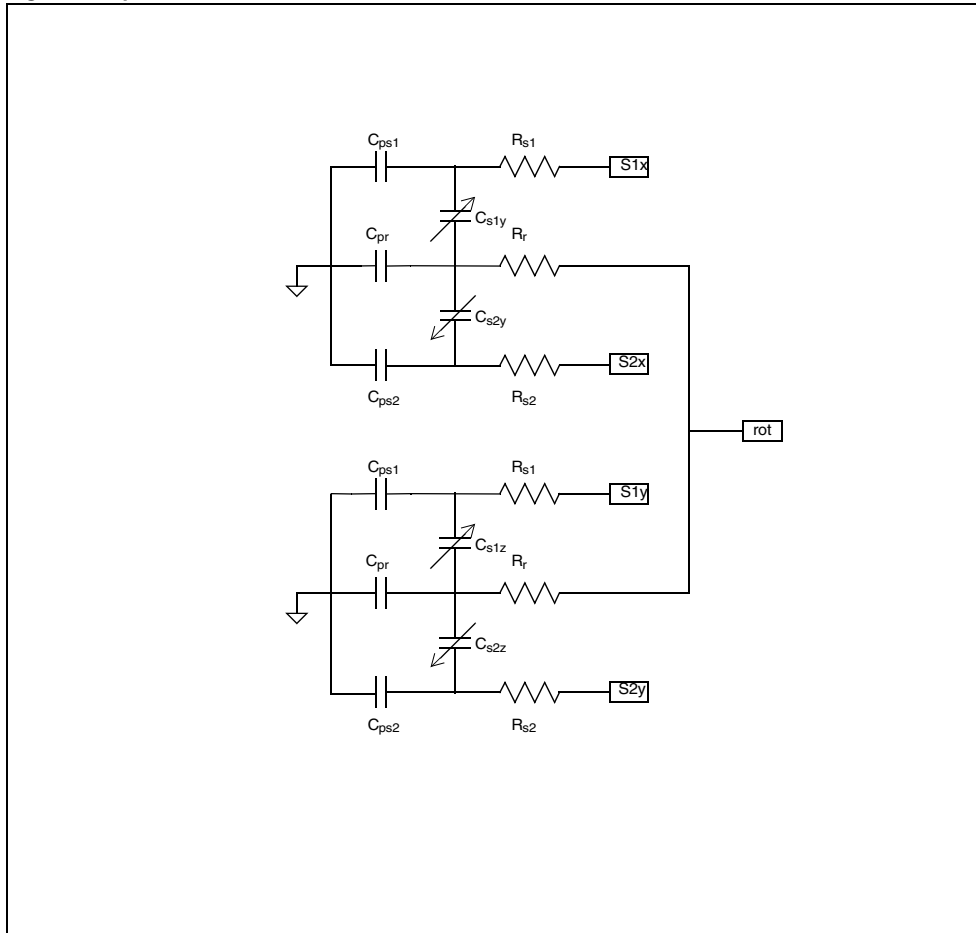 Cps1
Rs1
S1x
Cs1y
Cpr
Rr
Cs2y
S2x
Cps2
Rs2
rot
Cps1
Rs1
S1y
Cs1z
Cpr
Rr
Cs2z
S2y
Cps2
Rs2